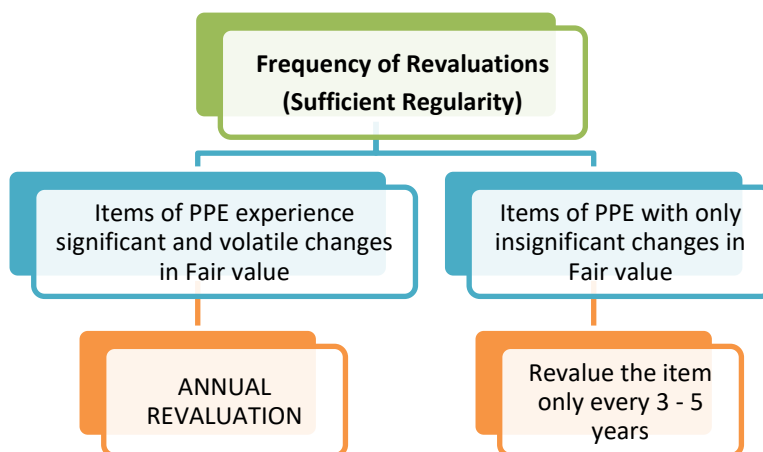 Frequency of Revaluations
(Sufficient Regularity)
Items of PPE experience
significant and volatile changes
in Fair value
Items of PPE with only
insignificant changes in
Fair value
ANNUAL
REVALUATION
Revalue the item
only every 3 - 5
years